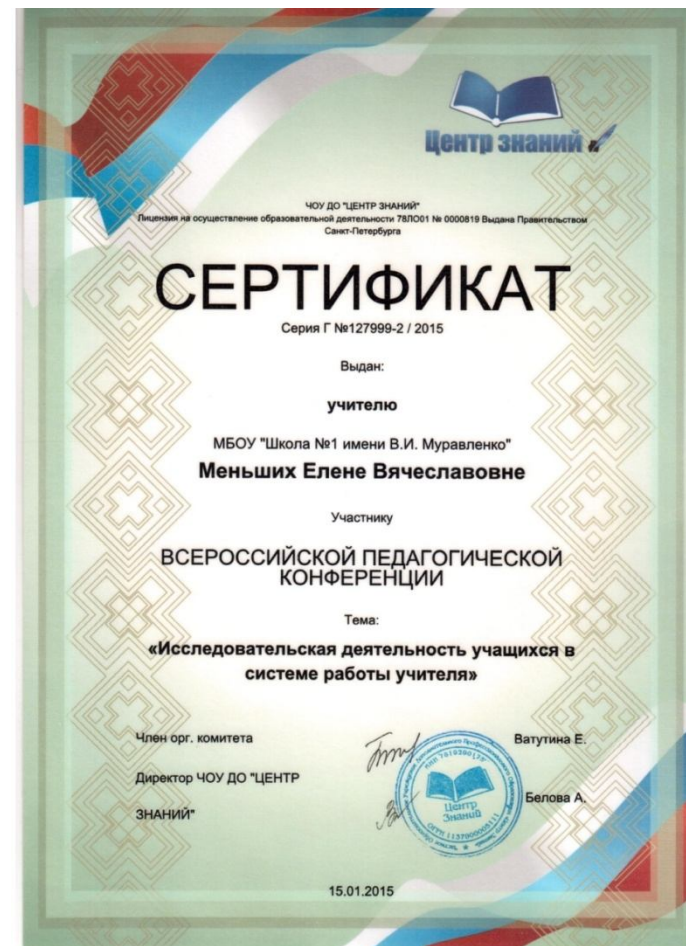 Центр знаний
ЧОУ ДО "ЦЕНТР ЗНАНИЙ"
Лицензия на осуществление образовательной деятельности 78ЛО01 № 0000819 Выдана Правительством
Санкт-Петербурга
СЕРТИФИКАТ
Серия Г №127999-2 / 2015
Выдан:
учителю
МБОУ "Школа №1 имени В.И. Муравленко"
Меньших Елене Вячеславовне
Участнику
ВСЕРОССИЙСКОЙ ПЕДАГОГИЧЕСКОЙ
КОНФЕРЕНЦИИ
Тема:
«Исследовательская деятельность учащихся в
системе работы учителя»
Член орг. комитета
Ватутина Е.
Директор ЧОУ ДО "ЦЕНТР
ЗНАНИЙ"
Белова А.
Центр
Знаний
15.01.2015